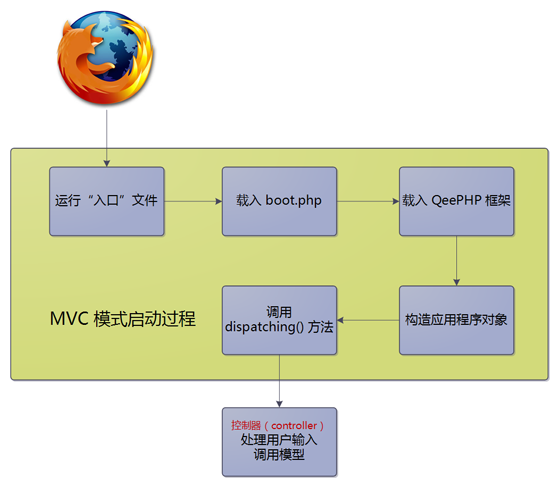 运行“入口”文件
载入 boot.php
载入 QeePHP 框架
MVC 模式启动过程
调用
dispatching() 方法
构造应用程序对象
控制器（controller）
处理用户输入
调用模型